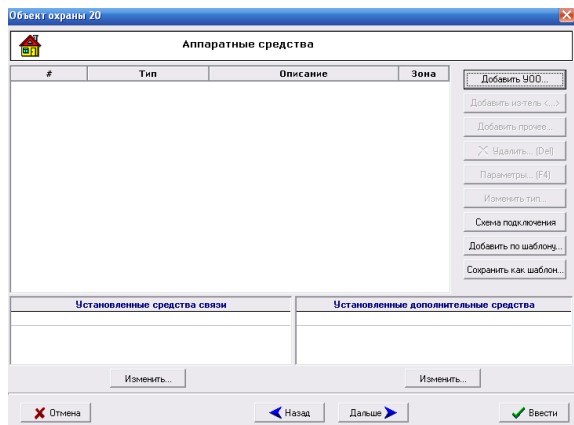 Объект охраны 20
Аппаратные средства
# Тип Описание Зона
Добавить УОО...
Добавить из-тель <...>
Добавить прочее...
Удалить... (Del)
Параметры... (F4)
Изменить тип...
Схема подключения
Добавить по шаблону...
Сохранить как шаблон...
Установленные средства связи Установленные дополнительные средства
Изменить... Изменить...
Отмена Назад Дальше Ввести